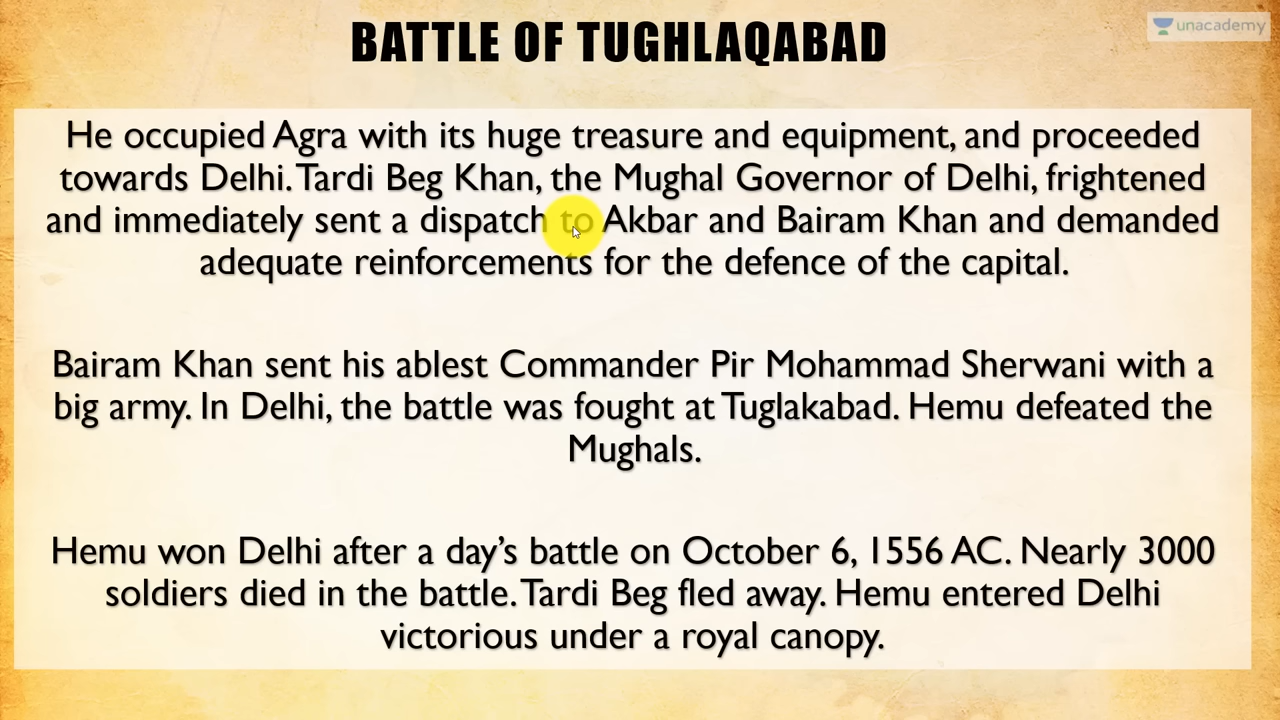 BATTLE OF TUGHLAQABAD
unacademy
He occupied Agra with its huge treasure and equipment, and proceeded
towards Delhi. Tardi Beg Khan, the Mughal Governor of Delhi, frightened
and immediately sent a dispatch to Akbar and Bairam Khan and demanded
adequate reinforcements for the defence of the capital.
Bairam Khan sent his ablest Commander Pir Mohammad Sherwani with a
big army. In Delhi, the battle was fought at Tuglakabad. Hemu defeated the
Mughals.
Hemu won Delhi after a day's battle on October 6, 1556 AC. Nearly 3000
soldiers died in the battle. Tardi Beg fled away. Hemu entered Delhi
victorious under a royal canopy.